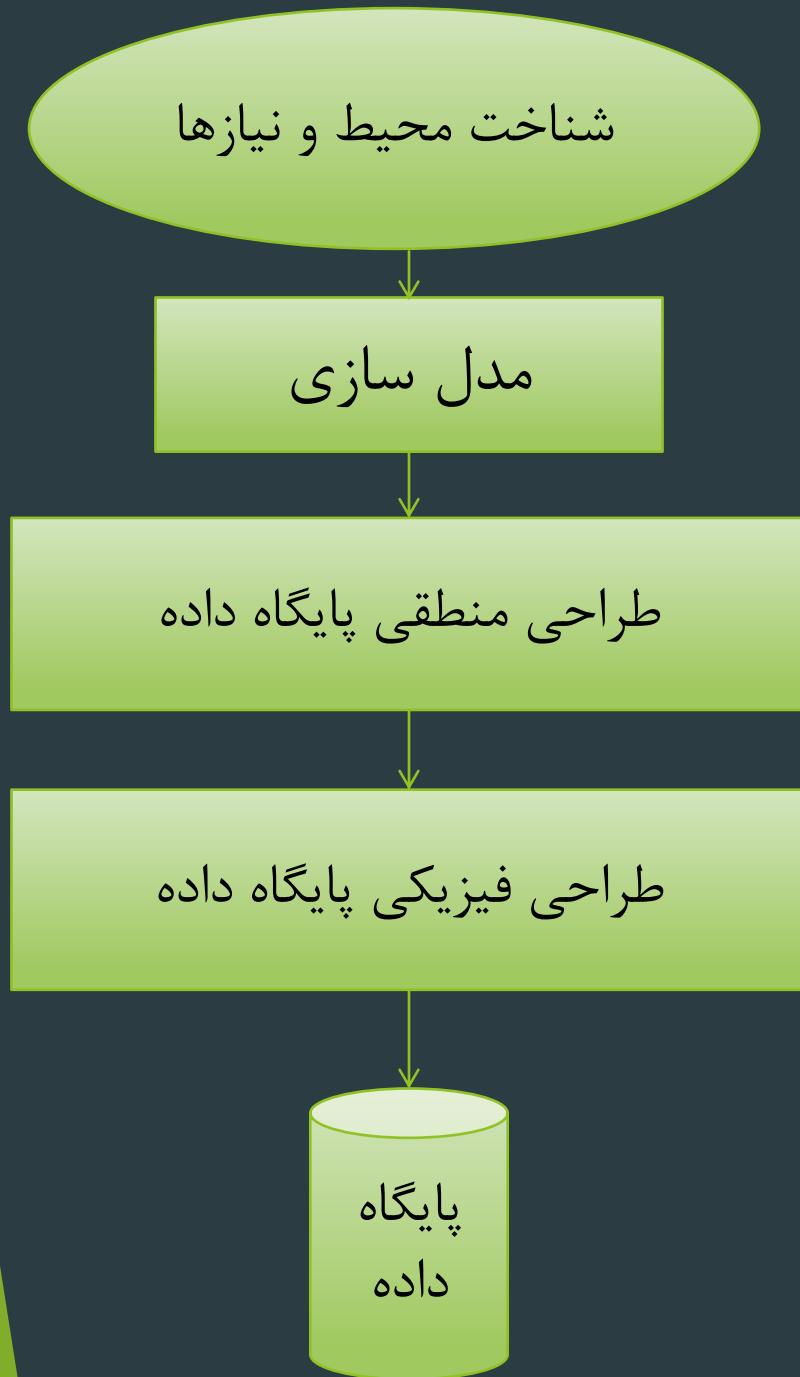 شناخت محیط و نیازها
مدل سازی
طراحی منطقی پایگاه داده
طراحی فیزیکی پایگاه داده
پایگاه
داده